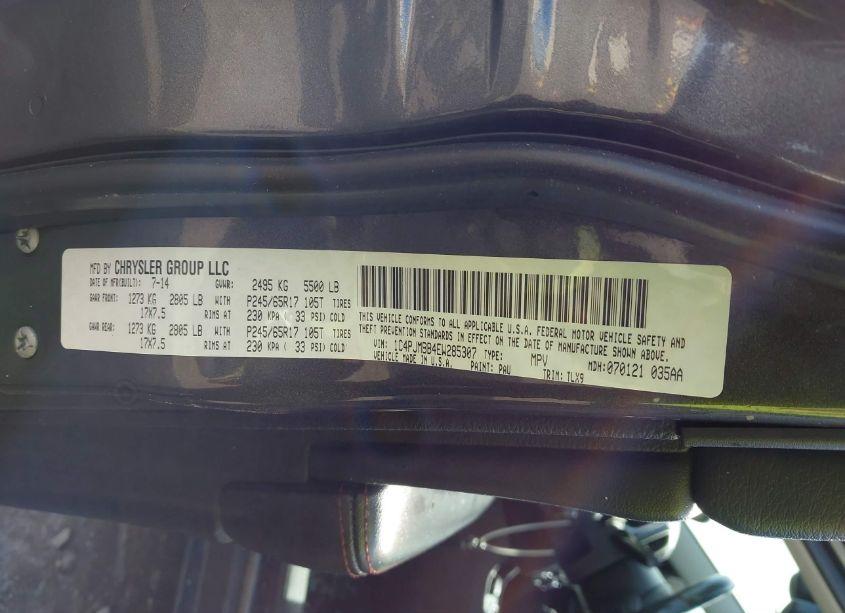 MFD BY CHRYSLER GROUP LLC
DATE OF MFR(BUILT): 7-14 GVWR: 2495 KG 5500 LB
GAWR FRONT: 1273 KG 2805 LB WITH P245/65R17 105T TIRES
17X7.5 RIMS AT 230 KPA ( 33 PSI) COLD
GAWR REAR: 1273 KG 2805 LB WITH P245/65R17 105T TIRES
17X7.5 RIMS AT 230 KPA ( 33 PSI) COLD
THIS VEHICLE CONFORMS TO ALL APPLICABLE U.S.A. FEDERAL MOTOR VEHICLE SAFETY AND
THEFT PREVENTION STANDARDS IN EFFECT ON THE DATE OF MANUFACTURE SHOWN ABOVE.
VIN: 1C4PJMBB4EW285307 TYPE: MPV MDH: 070121 035AA
VEHICLE MADE IN U.S.A. PAINT: PAU TRIM: TLX9